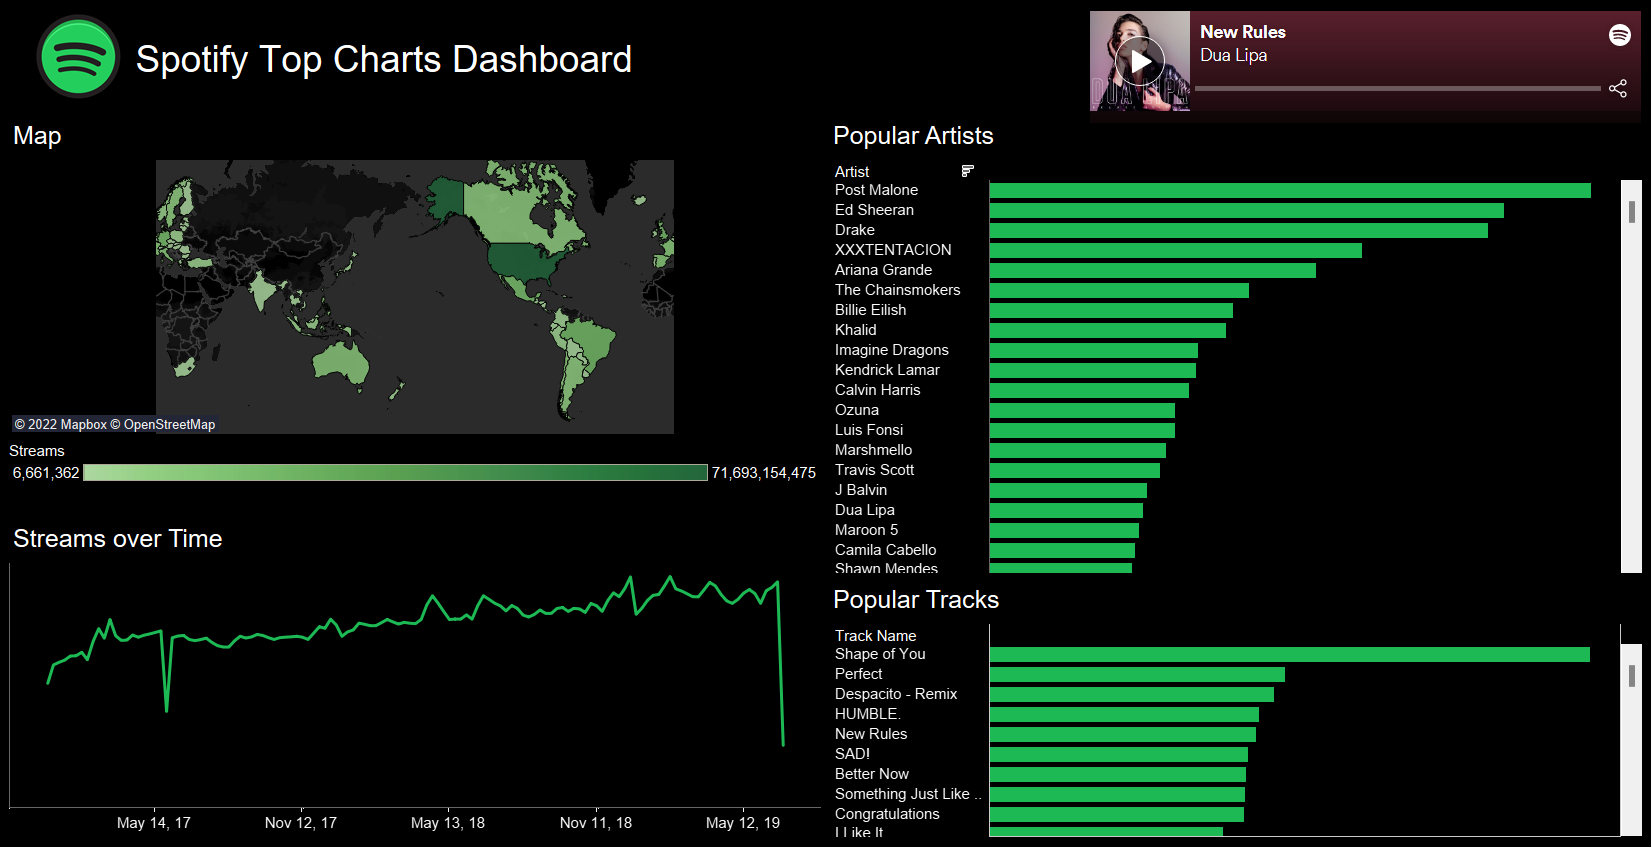 Spotify Top Charts Dashboard
New Rules
Dua Lipa
DUA LIPA
Map
© 2022 Mapbox © OpenStreetMap
Streams
6,661,362
71,693,154,475
Streams over Time
May 14, 17
Nov 12, 17
May 13, 18
Nov 11, 18
May 12, 19
Popular Artists
Artist
Post Malone
Ed Sheeran
Drake
XXXTENTACION
Ariana Grande
The Chainsmokers
Billie Eilish
Khalid
Imagine Dragons
Kendrick Lamar
Calvin Harris
Ozuna
Luis Fonsi
Marshmello
Travis Scott
J Balvin
Dua Lipa
Maroon 5
Camila Cabello
Shawn Mendes
Popular Tracks
Track Name
Shape of You
Perfect
Despacito - Remix
HUMBLE.
New Rules
SAD!
Better Now
Something Just Like ..
Congratulations
I Like It